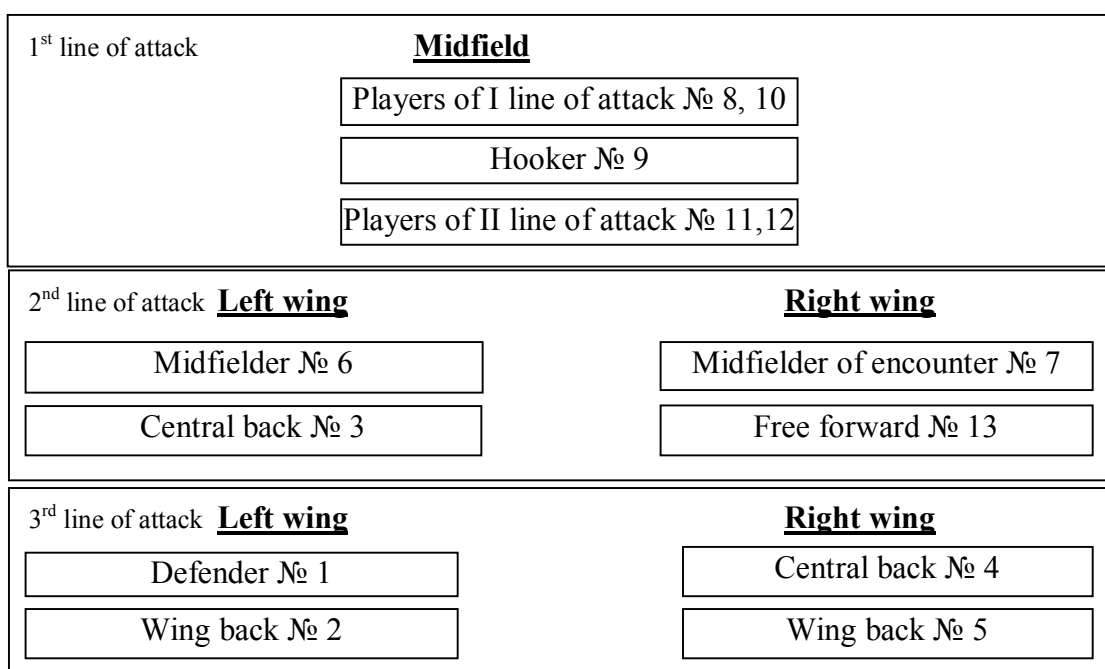 1st line of attack Midfield
Players of I line of attack № 8, 10
Hooker № 9
Players of II line of attack № 11,12
2nd line of attack Left wing Right wing
Midfielder № 6 Midfielder of encounter № 7
Central back № 3 Free forward № 13
3rd line of attack Left wing Right wing
Defender № 1 Central back № 4
Wing back № 2 Wing back № 5